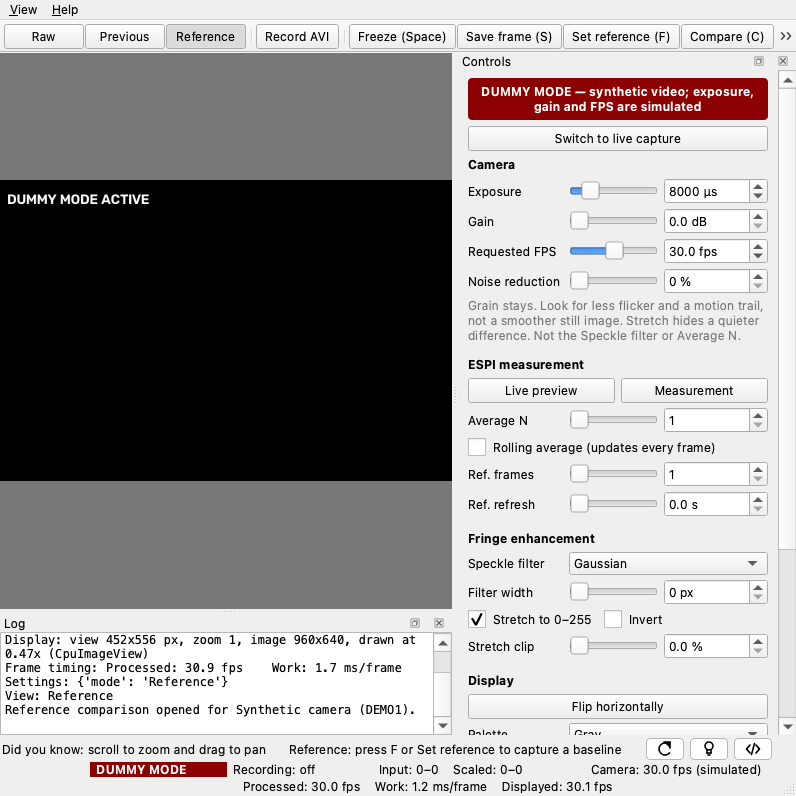 View Help
Raw Previous Reference Record AVI Freeze (Space) Save frame (S) Set reference (F) Compare (C) »
Controls
DUMMY MODE — synthetic video; exposure,
gain and FPS are simulated
Switch to live capture
Camera
Exposure 8000 µs
Gain 0.0 dB
Requested FPS 30.0 fps
Noise reduction 0 %
Grain stays. Look for less flicker and a motion trail,
not a smoother still image. Stretch hides a quieter
difference. Not the Speckle filter or Average N.
ESPI measurement
Live preview Measurement
Average N 1
Rolling average (updates every frame)
Ref. frames 1
Ref. refresh 0.0 s
Fringe enhancement
Speckle filter Gaussian
Filter width 0 px
Stretch to 0–255 Invert
Stretch clip 0.0 %
Display
Flip horizontally
Palette Gray
DUMMY MODE ACTIVE
Log
Display: view 452x556 px, zoom 1, image 960x640, drawn at
0.47x (CpuImageView)
Frame timing: Processed: 30.9 fps Work: 1.7 ms/frame
Settings: {'mode': 'Reference'}
View: Reference
Reference comparison opened for Synthetic camera (DEMO1).
Did you know: scroll to zoom and drag to pan Reference: press F or Set reference to capture a baseline
DUMMY MODE Recording: off Input: 0–0 Scaled: 0–0 Camera: 30.0 fps (simulated)
Processed: 30.0 fps Work: 1.2 ms/frame Displayed: 30.1 fps